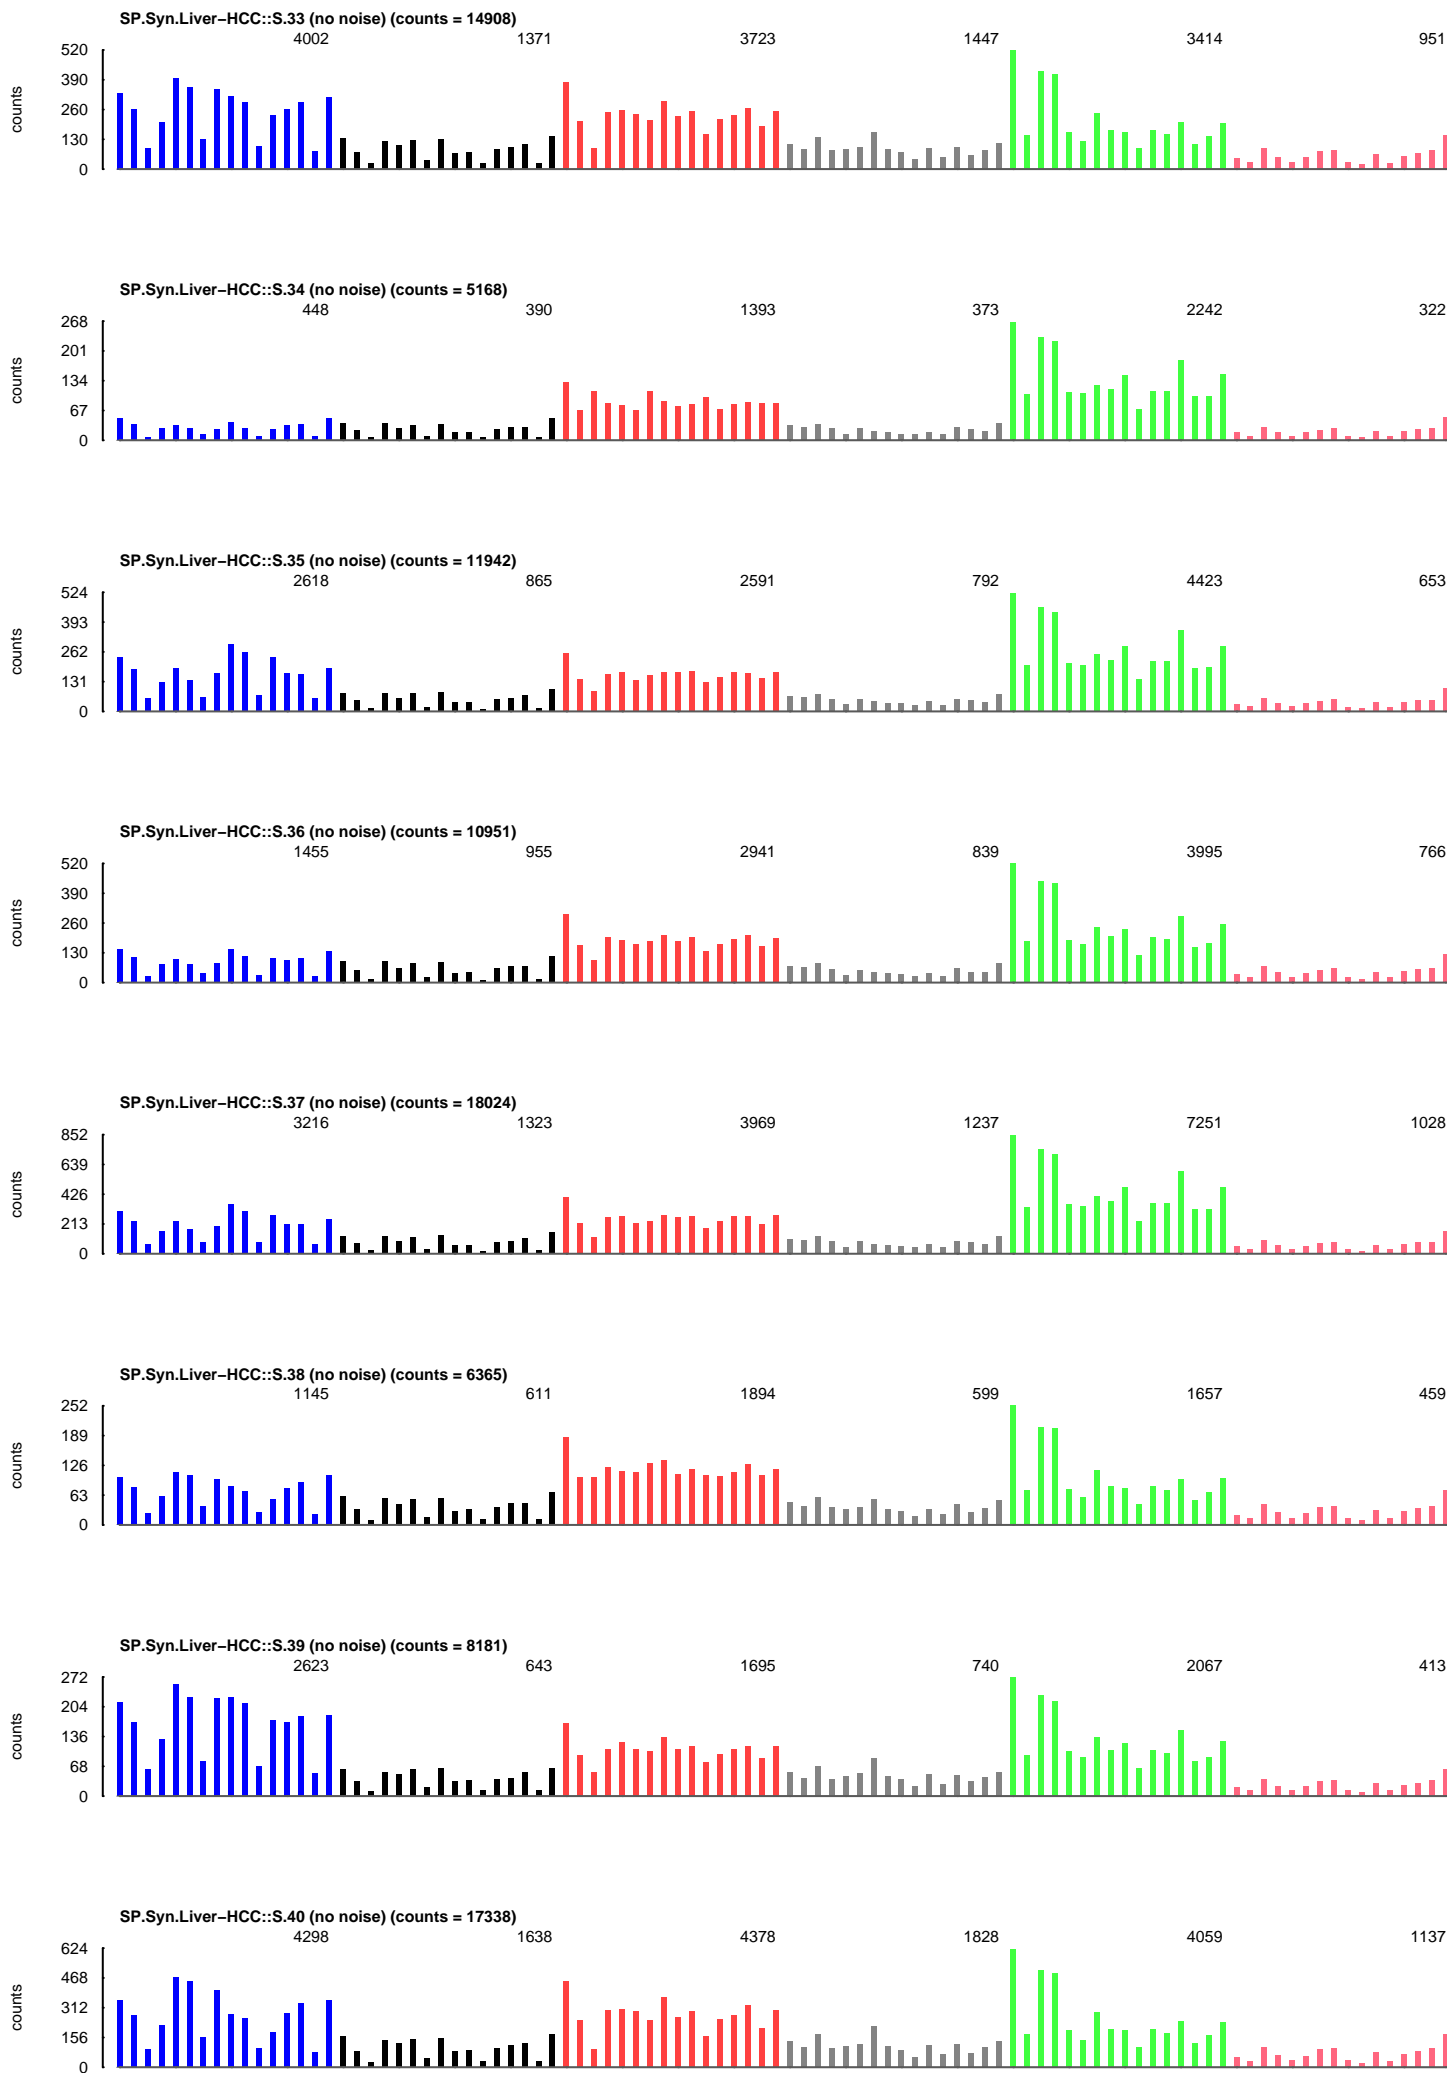 SP.Syn.Liver−HCC::S.33 (no noise) (counts = 14908)
4002 1371 3723 1447 3414 951
520
390
260
130
0
counts
SP.Syn.Liver−HCC::S.34 (no noise) (counts = 5168)
448 390 1393 373 2242 322
268
201
134
67
0
counts
SP.Syn.Liver−HCC::S.35 (no noise) (counts = 11942)
2618 865 2591 792 4423 653
524
393
262
131
0
counts
SP.Syn.Liver−HCC::S.36 (no noise) (counts = 10951)
1455 955 2941 839 3995 766
520
390
260
130
0
counts
SP.Syn.Liver−HCC::S.37 (no noise) (counts = 18024)
3216 1323 3969 1237 7251 1028
852
639
426
213
0
counts
SP.Syn.Liver−HCC::S.38 (no noise) (counts = 6365)
1145 611 1894 599 1657 459
252
189
126
63
0
counts
SP.Syn.Liver−HCC::S.39 (no noise) (counts = 8181)
2623 643 1695 740 2067 413
272
204
136
68
0
counts
SP.Syn.Liver−HCC::S.40 (no noise) (counts = 17338)
4298 1638 4378 1828 4059 1137
624
468
312
156
0
counts